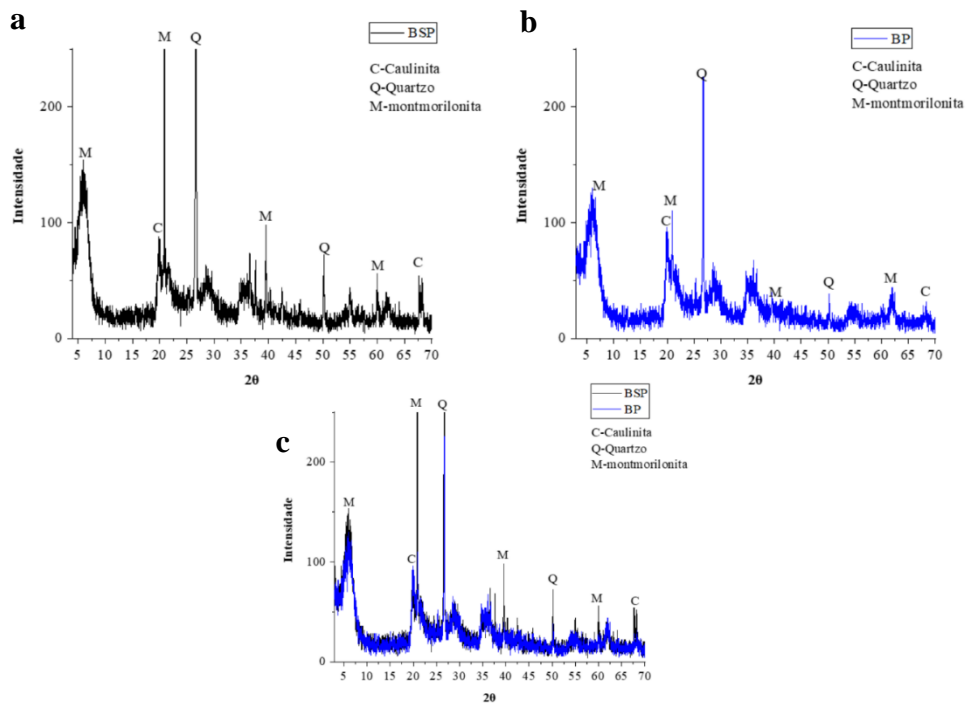 a
BSP
C-Caulinita
Q-Quartzo
M-montmorilonita
M
M
Q
C
M
Q
M
C
200
100
0
Intensidade
5 10 15 20 25 30 35 40 45 50 55 60 65 70
2θ
b
BP
C-Caulinita
Q-Quartzo
M-montmorilonita
M
C
M
Q
M
Q
M
C
200
100
0
Intensidade
5 10 15 20 25 30 35 40 45 50 55 60 65 70
2θ
c
BSP
BP
C-Caulinita
Q-Quartzo
M-montmorilonita
M
C
M
Q
M
Q
M
C
200
100
0
Intensidade
5 10 15 20 25 30 35 40 45 50 55 60 65 70
2θ